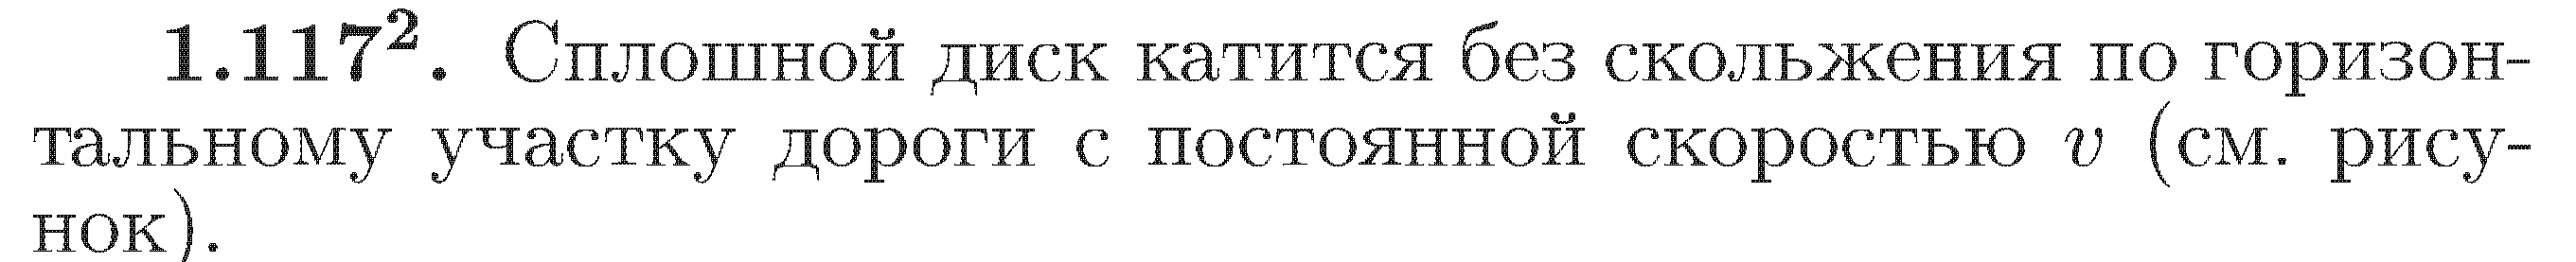 1.117². Сплошной диск катится без скольжения по горизон-
тальному участку дороги с постоянной скоростью v (см. рису-
нок).